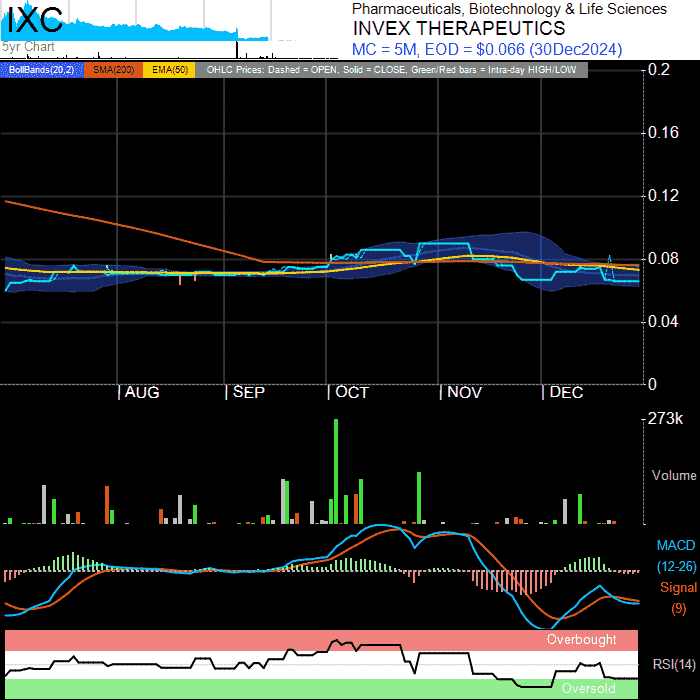 IXC
5yr Chart
Pharmaceuticals, Biotechnology & Life Sciences
INVEX THERAPEUTICS
MC = 5M, EOD = $0.066 (30Dec2024)
BollBands(20,2) SMA(200) EMA(50) OHLC Prices: Dashed = OPEN, Solid = CLOSE, Green/Red bars = Intra-day HIGH/LOW
0.2
0.16
0.12
0.08
0.04
0
AUG SEP OCT NOV DEC
273k
Volume
MACD
(12-26)
Signal
(9)
Overbought
RSI(14)
Oversold